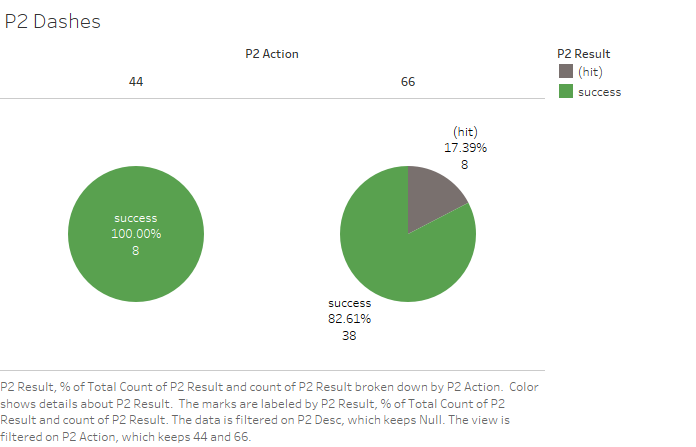 P2 Dashes
P2 Action
P2 Result
44
66
(hit)
success
(hit)
17.39%
8
success
100.00%
8
success
82.61%
38
P2 Result, % of Total Count of P2 Result and count of P2 Result broken down by P2 Action.  Color
shows details about P2 Result.  The marks are labeled by P2 Result, % of Total Count of P2
Result and count of P2 Result. The data is filtered on P2 Desc, which keeps Null. The view is
filtered on P2 Action, which keeps 44 and 66.